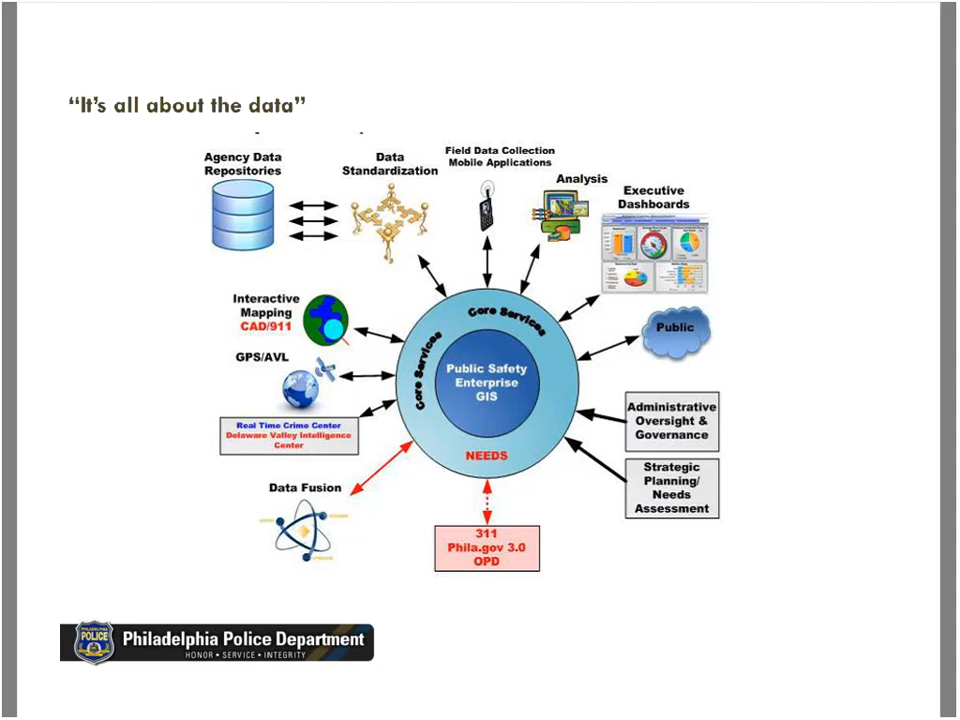 “It’s all about the data”
Agency Data
Repositories
Data
Standardization
Field Data Collection
Mobile Applications
Analysis
Executive
Dashboards
Interactive
Mapping
CAD/911
Core Services
Core Services
Public
GPS/AVL
Public Safety
Enterprise
GIS
Real Time Crime Center
Delaware Valley Intelligence
Center
Administrative
Oversight &
Governance
NEEDS
Strategic
Planning/
Needs
Assessment
Data Fusion
311
Phila.gov 3.0
OPD
POLICE
Philadelphia Police Department
HONOR • SERVICE • INTEGRITY